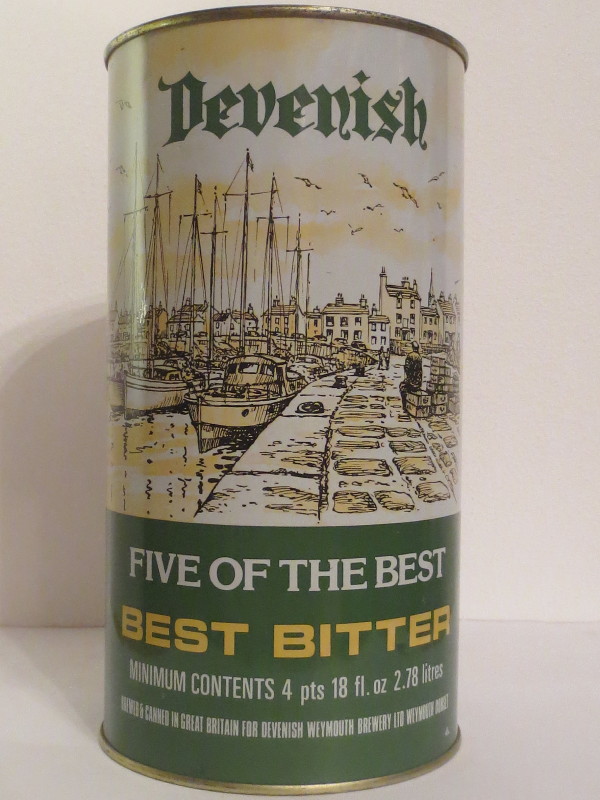 Devenish
FIVE OF THE BEST
BEST BITTER
MINIMUM CONTENTS 4 pts 18 fl. oz 2.78 litres
BREWED & CANNED IN GREAT BRITAIN FOR DEVENISH WEYMOUTH BREWERY LTD WEYMOUTH DORSET